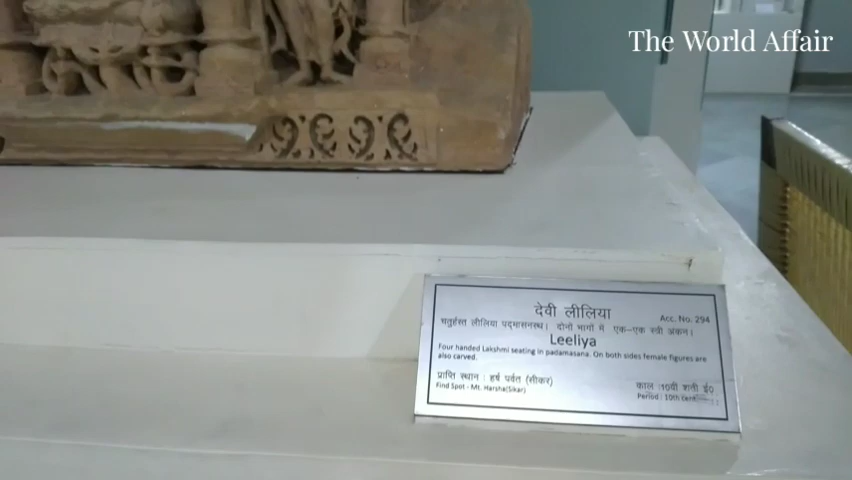 The World Affair
देवी लीलिया
Acc. No. 294
चतुर्हस्त लीलिया पद्मासनस्थ। दोनों भागों में एक-एक स्त्री अंकन।
Leeliya
Four handed Lakshmi seating in padamasana. On both sides female figures are
also carved.
प्राप्ति स्थान : हर्ष पर्वत (सीकर)
Find Spot - Mt. Harsha(Sikar)
काल :10वीं शती ई0
Period : 10th cent